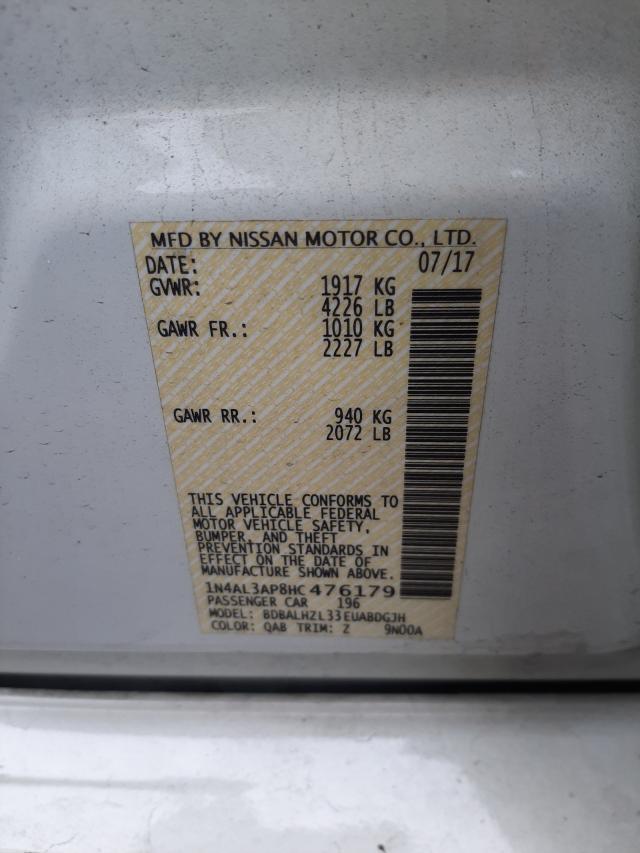 MFD BY NISSAN MOTOR CO., LTD.
DATE: 07/17
GVWR: 1917 KG
4226 LB
GAWR FR.: 1010 KG
2227 LB
GAWR RR.: 940 KG
2072 LB
THIS VEHICLE CONFORMS TO
ALL APPLICABLE FEDERAL
MOTOR VEHICLE SAFETY,
BUMPER, AND THEFT
PREVENTION STANDARDS IN
EFFECT ON THE DATE OF
MANUFACTURE SHOWN ABOVE.
1N4AL3AP8HC476179
PASSENGER CAR 196
MODEL: BDBALHZL33EUABDGJH
COLOR: QAB TRIM: Z 9N00A